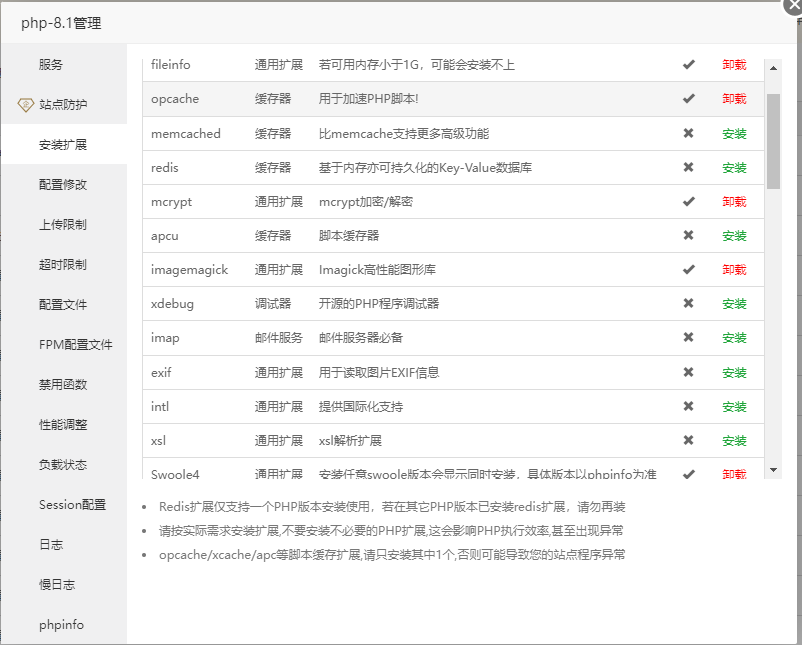 php-8.1管理
服务
站点防护
安装扩展
配置修改
上传限制
超时限制
配置文件
FPM配置文件
禁用函数
性能调整
负载状态
Session配置
日志
慢日志
phpinfo
fileinfo 通用扩展 若可用内存小于1G，可能会安装不上 ✔ 卸载
opcache 缓存器 用于加速PHP脚本! ✔ 卸载
memcached 缓存器 比memcache支持更多高级功能 ✖ 安装
redis 缓存器 基于内存亦可持久化的Key-Value数据库 ✖ 安装
mcrypt 通用扩展 mcrypt加密/解密 ✔ 卸载
apcu 缓存器 脚本缓存器 ✖ 安装
imagemagick 通用扩展 Imagick高性能图形库 ✔ 卸载
xdebug 调试器 开源的PHP程序调试器 ✖ 安装
imap 邮件服务 邮件服务器必备 ✖ 安装
exif 通用扩展 用于读取图片EXIF信息 ✖ 安装
intl 通用扩展 提供国际化支持 ✖ 安装
xsl 通用扩展 xsl解析扩展 ✖ 安装
Swoole4 通用扩展 安装任意swoole版本会显示同时安装，具体版本以phpinfo为准 ✔ 卸载
• Redis扩展仅支持一个PHP版本安装使用，若在其它PHP版本已安装redis扩展，请勿再装
• 请按实际需求安装扩展,不要安装不必要的PHP扩展,这会影响PHP执行效率,甚至出现异常
• opcache/xcache/apc等脚本缓存扩展,请只安装其中1个,否则可能导致您的站点程序异常